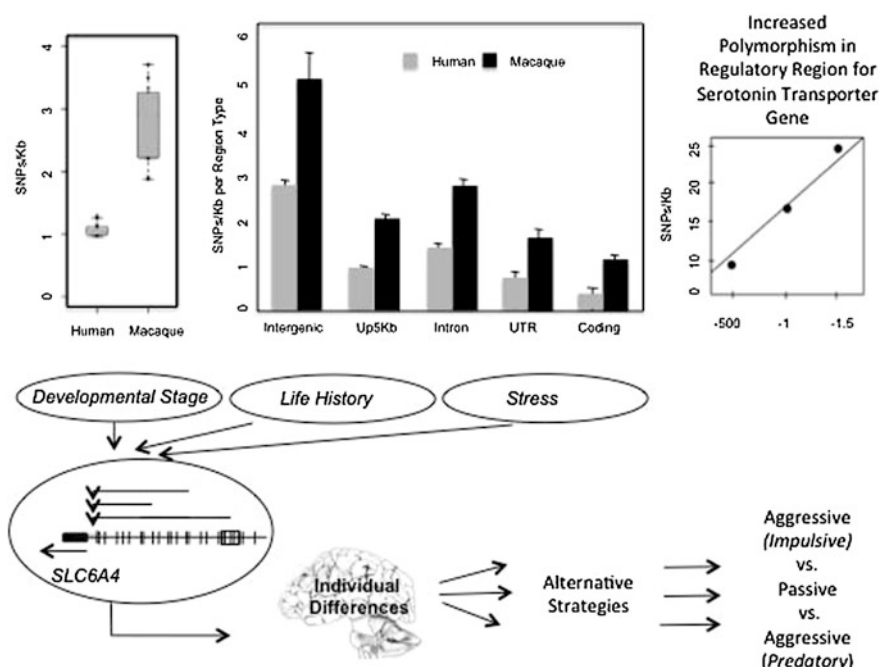 SNPs/Kb
4
3
2
1
0
Human
Macaque
SNPs/Kb per Region Type
6
5
4
3
2
1
0
Human
Macaque
Intergenic
Up5Kb
Intron
UTR
Coding
Increased
Polymorphism in
Regulatory Region for
Serotonin Transporter
Gene
SNPs/Kb
25
20
15
10
0
-500
-1
-1.5
Developmental Stage
Life History
Stress
SLC6A4
Individual
Differences
Alternative
Strategies
Aggressive
(Impulsive)
vs.
Passive
vs.
Aggressive
(Predatory)